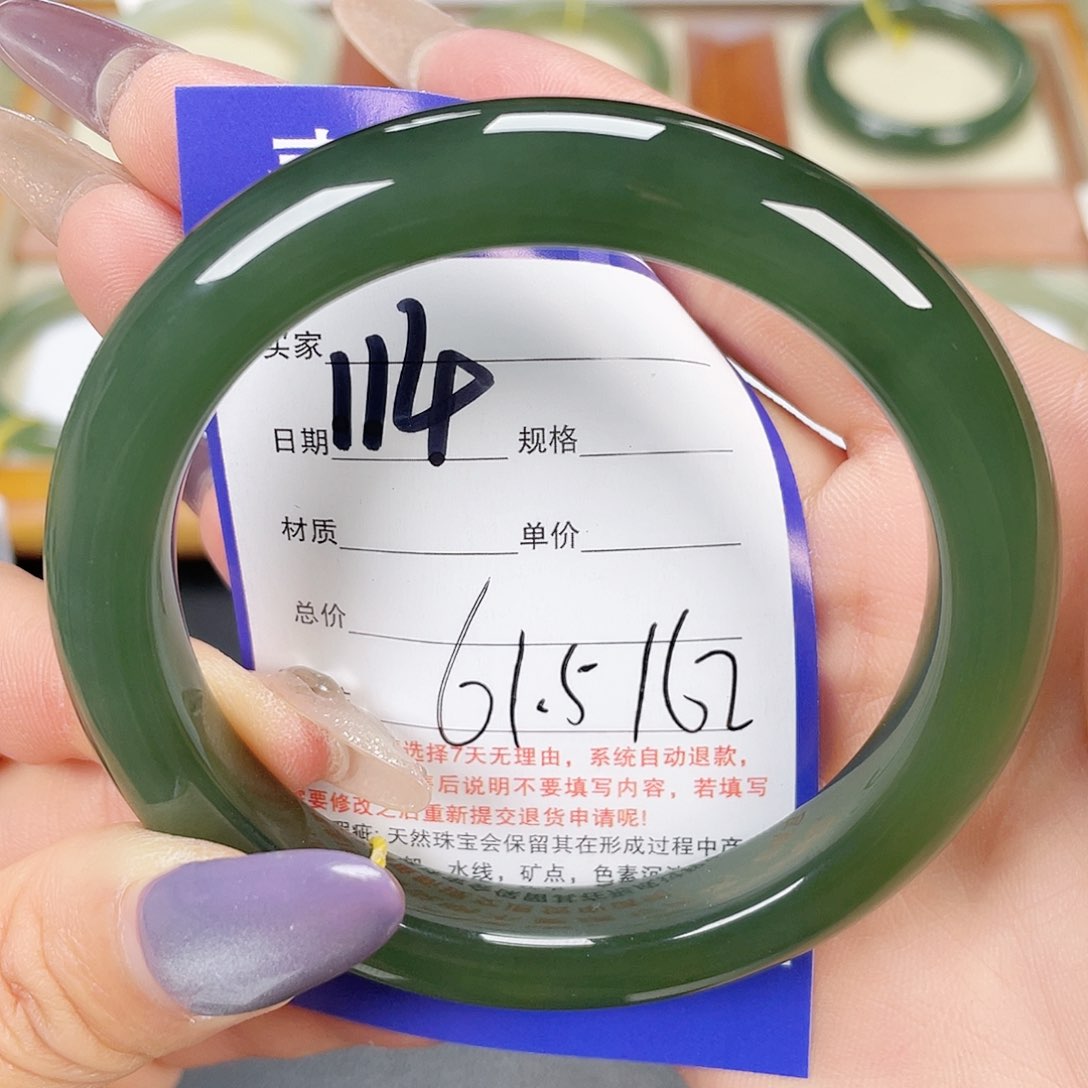 买家
114
日期 规格
材质 单价
总价
61.5 162
选择7天无理由，系统自动退款，
后说明不要填写内容，若填写
要修改之后重新提交退货申请呢!
瑕疵: 天然珠宝会保留其在形成过程中产
水线，矿点，色素沉